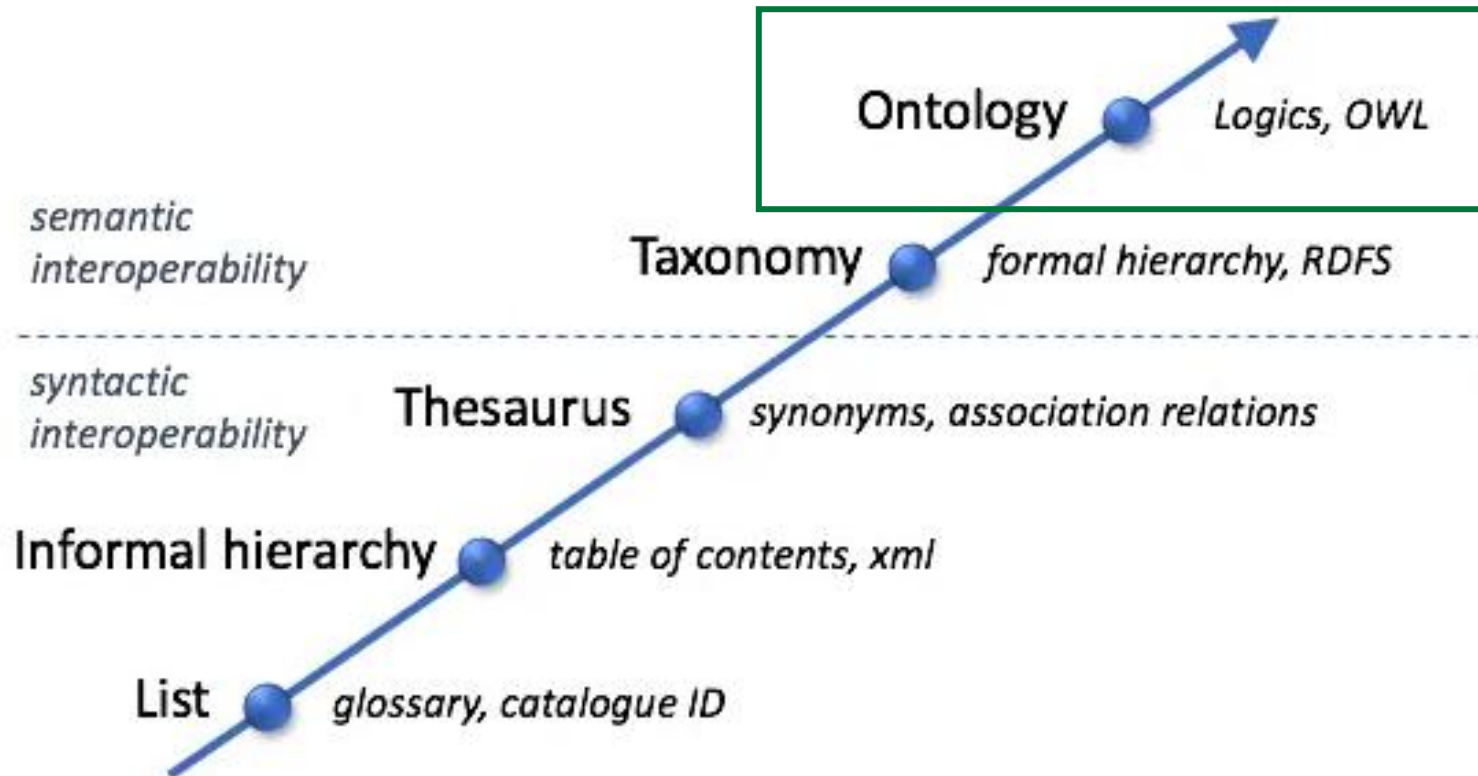 Ontology Logics, OWL
semantic
interoperability
Taxonomy formal hierarchy, RDFS
syntactic
interoperability
Thesaurus synonyms, association relations
Informal hierarchy table of contents, xml
List glossary, catalogue ID